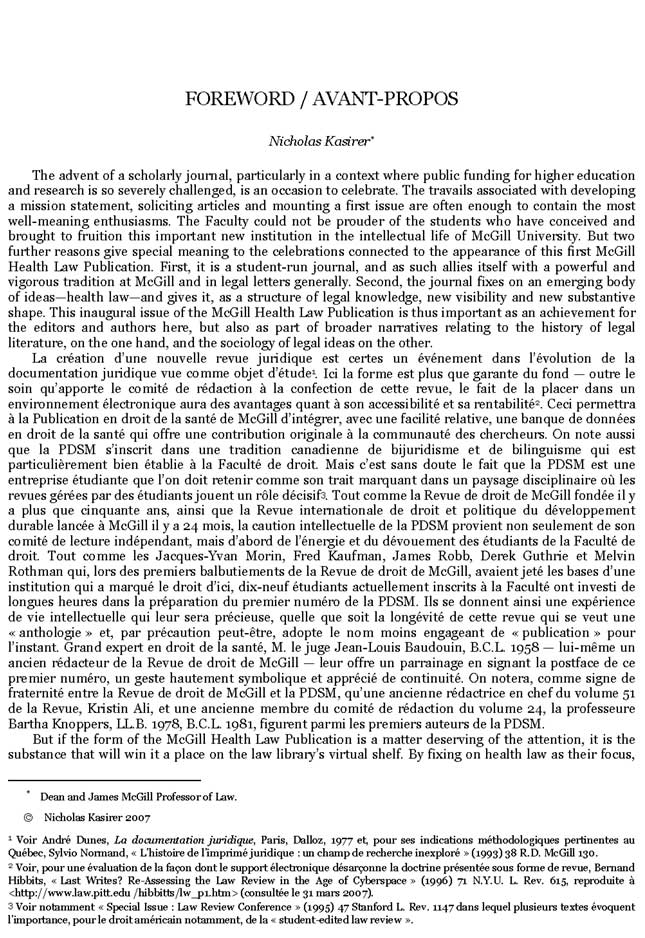 FOREWORD / AVANT-PROPOS
Nicholas Kasirer*
The advent of a scholarly journal, particularly in a context where public funding for higher education
and research is so severely challenged, is an occasion to celebrate. The travails associated with developing
a mission statement, soliciting articles and mounting a first issue are often enough to contain the most
well-meaning enthusiasms. The Faculty could not be prouder of the students who have conceived and
brought to fruition this important new institution in the intellectual life of McGill University. But two
further reasons give special meaning to the celebrations connected to the appearance of this first McGill
Health Law Publication. First, it is a student-run journal, and as such allies itself with a powerful and
vigorous tradition at McGill and in legal letters generally. Second, the journal fixes on an emerging body
of ideas—health law—and gives it, as a structure of legal knowledge, new visibility and new substantive
shape. This inaugural issue of the McGill Health Law Publication is thus important as an achievement for
the editors and authors here, but also as part of broader narratives relating to the history of legal
literature, on the one hand, and the sociology of legal ideas on the other.
La création d'une nouvelle revue juridique est certes un événement dans l'évolution de la
documentation juridique vue comme objet d'étude¹. Ici la forme est plus que garante du fond — outre le
soin qu'apporte le comité de rédaction à la confection de cette revue, le fait de la placer dans un
environnement électronique aura des avantages quant à son accessibilité et sa rentabilité². Ceci permettra
à la Publication en droit de la santé de McGill d'intégrer, avec une facilité relative, une banque de données
en droit de la santé qui offre une contribution originale à la communauté des chercheurs. On note aussi
que la PDSM s'inscrit dans une tradition canadienne de bijuridisme et de bilinguisme qui est
particulièrement bien établie à la Faculté de droit. Mais c'est sans doute le fait que la PDSM est une
entreprise étudiante que l'on doit retenir comme son trait marquant dans un paysage disciplinaire où les
revues gérées par des étudiants jouent un rôle décisif³. Tout comme la Revue de droit de McGill fondée il y
a plus que cinquante ans, ainsi que la Revue internationale de droit et politique du développement
durable lancée à McGill il y a 24 mois, la caution intellectuelle de la PDSM provient non seulement de son
comité de lecture indépendant, mais d'abord de l'énergie et du dévouement des étudiants de la Faculté de
droit. Tout comme les Jacques-Yvan Morin, Fred Kaufman, James Robb, Derek Guthrie et Melvin
Rothman qui, lors des premiers balbutiements de la Revue de droit de McGill, avaient jeté les bases d'une
institution qui a marqué le droit d'ici, dix-neuf étudiants actuellement inscrits à la Faculté ont investi de
longues heures dans la préparation du premier numéro de la PDSM. Ils se donnent ainsi une expérience
de vie intellectuelle qui leur sera précieuse, quelle que soit la longévité de cette revue qui se veut une
« anthologie » et, par précaution peut-être, adopte le nom moins engageant de « publication » pour
l'instant. Grand expert en droit de la santé, M. le juge Jean-Louis Baudouin, B.C.L. 1958 — lui-même un
ancien rédacteur de la Revue de droit de McGill — leur offre un parrainage en signant la postface de ce
premier numéro, un geste hautement symbolique et apprécié de continuité. On notera, comme signe de
fraternité entre la Revue de droit de McGill et la PDSM, qu'une ancienne rédactrice en chef du volume 51
de la Revue, Kristin Ali, et une ancienne membre du comité de rédaction du volume 24, la professeure
Bartha Knoppers, LL.B. 1978, B.C.L. 1981, figurent parmi les premiers auteurs de la PDSM.
But if the form of the McGill Health Law Publication is a matter deserving of the attention, it is the
substance that will win it a place on the law library's virtual shelf. By fixing on health law as their focus,
* Dean and James McGill Professor of Law.
© Nicholas Kasirer 2007
¹ Voir André Dunes, La documentation juridique, Paris, Dalloz, 1977 et, pour ses indications méthodologiques pertinentes au
Québec, Sylvio Normand, « L'histoire de l'imprimé juridique : un champ de recherche inexploré » (1993) 38 R.D. McGill 130.
² Voir, pour une évaluation de la façon dont le support électronique désarçonne la doctrine présentée sous forme de revue, Bernand
Hibbits, « Last Writes? Re-Assessing the Law Review in the Age of Cyberspace » (1996) 71 N.Y.U. L. Rev. 615, reproduite à
<http://www.law.pitt.edu /hibbitts/lw_p1.htm> (consultée le 31 mars 2007).
³ Voir notamment « Special Issue : Law Review Conference » (1995) 47 Stanford L. Rev. 1147 dans lequel plusieurs textes évoquent
l'importance, pour le droit américain notamment, de la « student-edited law review ».